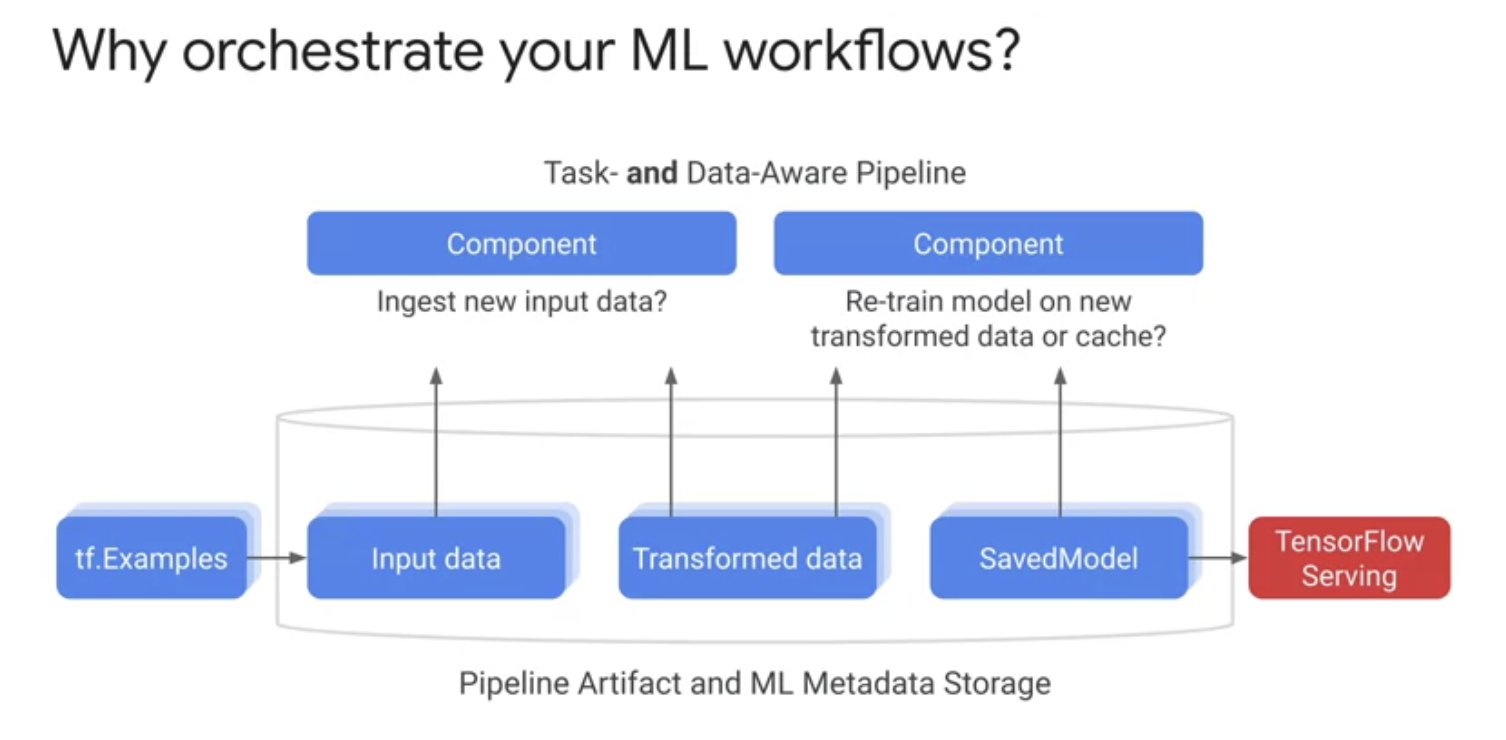 Why orchestrate your ML workflows?
Task- and Data-Aware Pipeline
Component
Component
Ingest new input data?
Re-train model on new
transformed data or cache?
tf.Examples
Input data
Transformed data
SavedModel
TensorFlow
Serving
Pipeline Artifact and ML Metadata Storage